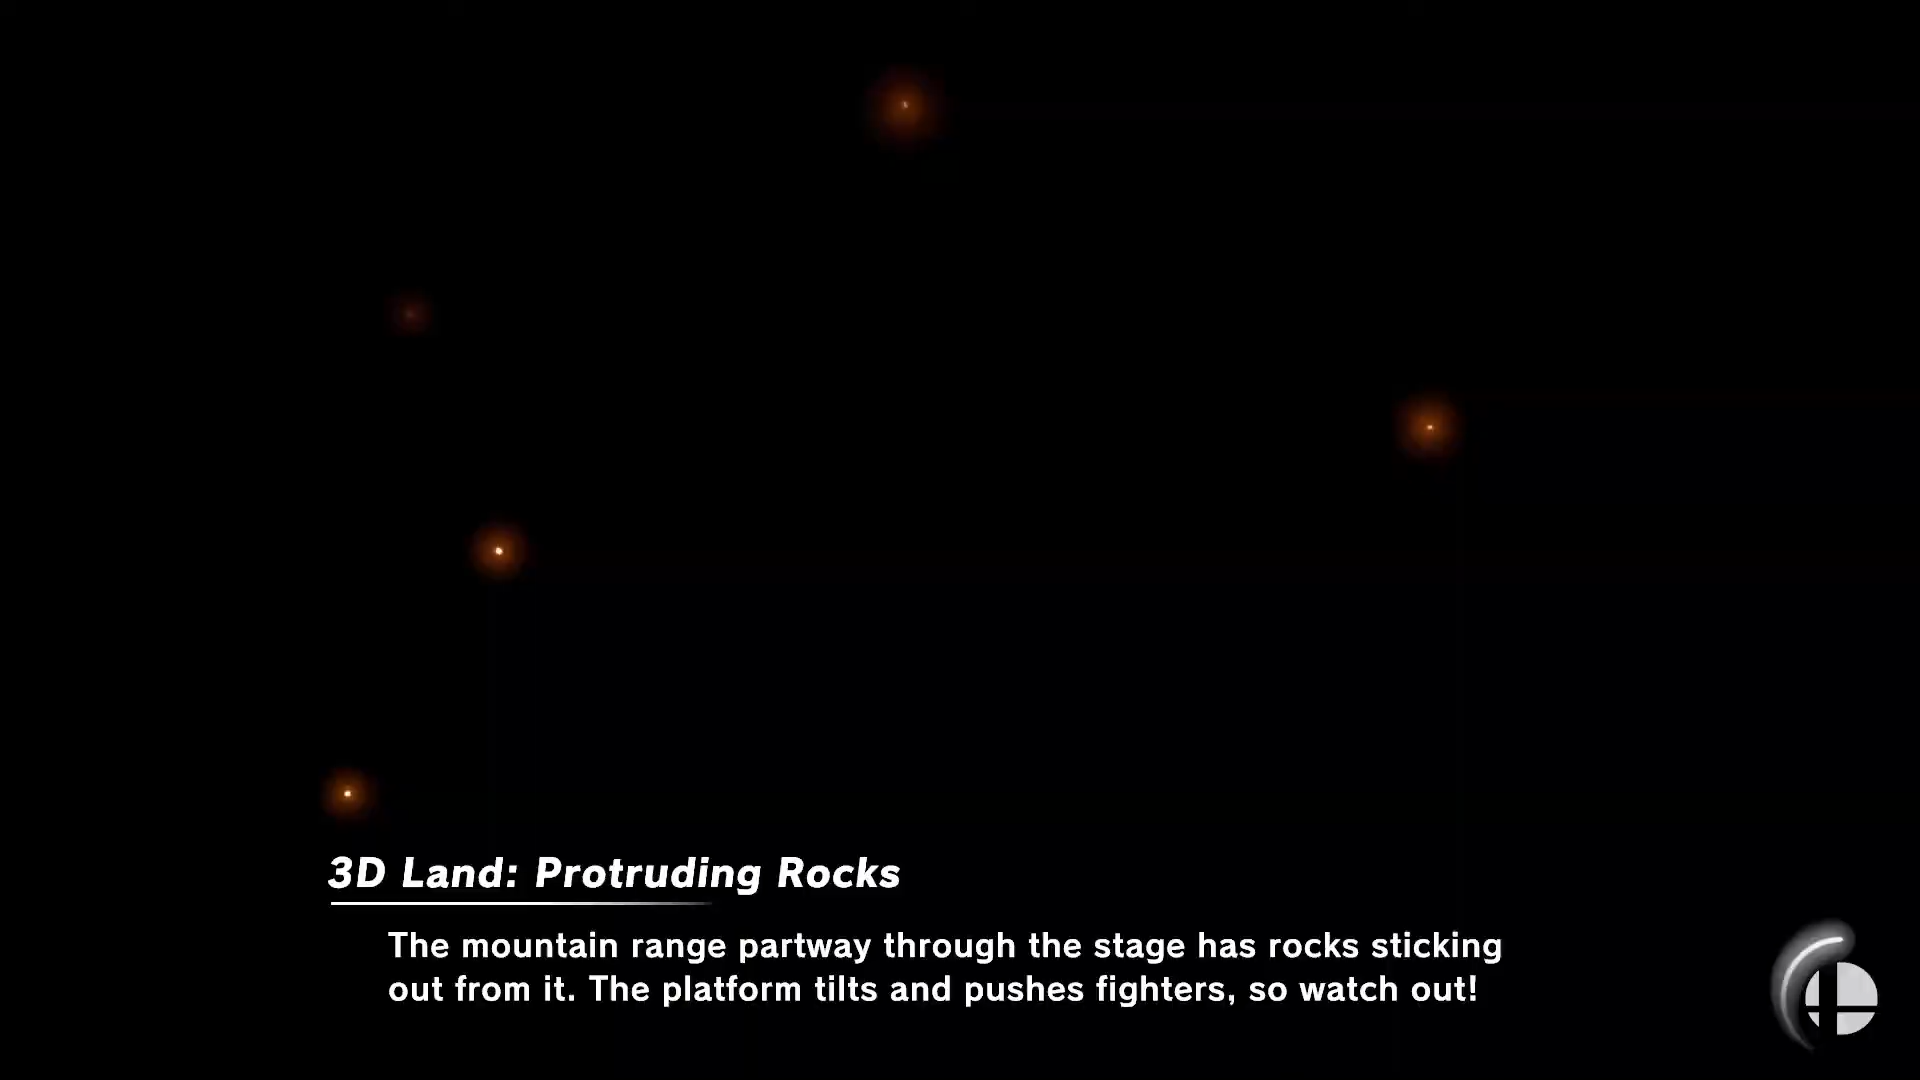 3D Land: Protruding Rocks
The mountain range partway through the stage has rocks sticking
out from it. The platform tilts and pushes fighters, so watch out!